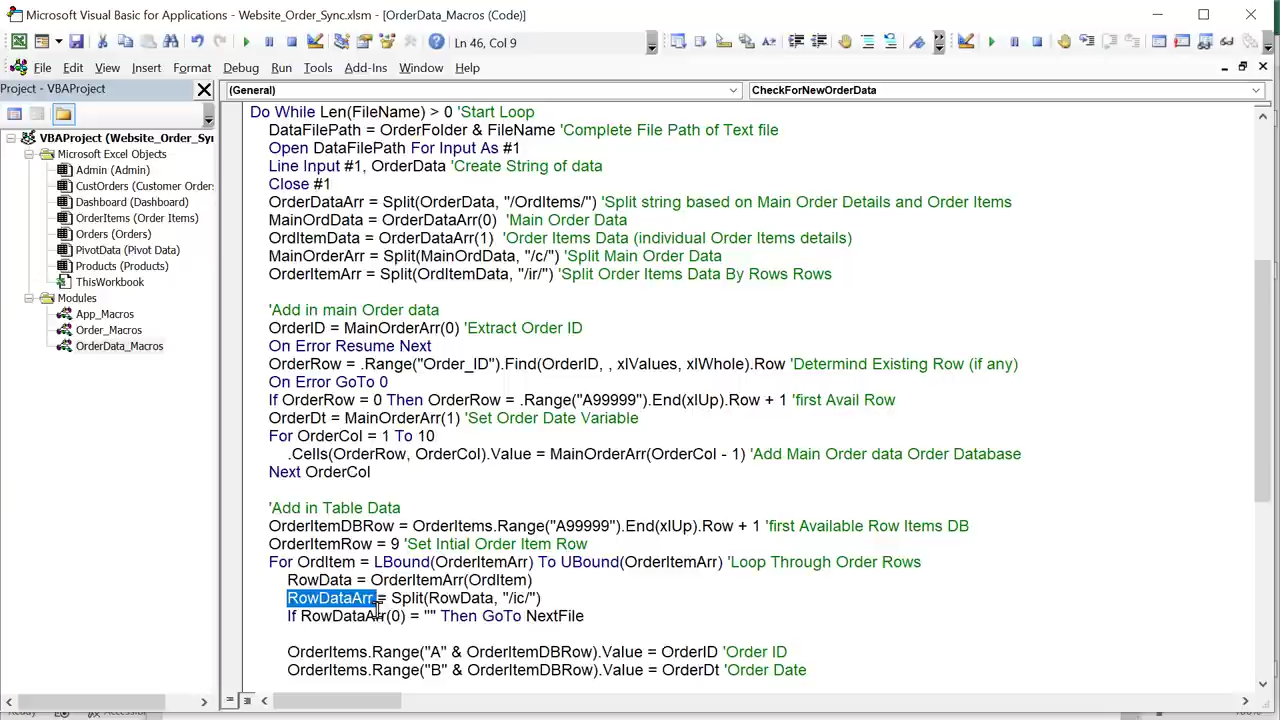 Microsoft Visual Basic for Applications - Website_Order_Sync.xlsm - [OrderData_Macros (Code)]
Ln 46, Col 9
File Edit View Insert Format Debug Run Tools Add-Ins Window Help
Project - VBAProject
(General)
CheckForNewOrderData
VBAProject (Website_Order_Sy
Microsoft Excel Objects
Admin (Admin)
CustOrders (Customer Orders
Dashboard (Dashboard)
OrderItems (Order Items)
Orders (Orders)
PivotData (Pivot Data)
Products (Products)
ThisWorkbook
Modules
App_Macros
Order_Macros
OrderData_Macros
Do While Len(FileName) > 0 'Start Loop
DataFilePath = OrderFolder & FileName 'Complete File Path of Text file
Open DataFilePath For Input As #1
Line Input #1, OrderData 'Create String of data
Close #1
OrderDataArr = Split(OrderData, "/OrdItems/") 'Split string based on Main Order Details and Order Items
MainOrdData = OrderDataArr(0) 'Main Order Data
OrdItemData = OrderDataArr(1) 'Order Items Data (individual Order Items details)
MainOrderArr = Split(MainOrdData, "/c/") 'Split Main Order Data
OrderItemArr = Split(OrdItemData, "/ir/") 'Split Order Items Data By Rows Rows
'Add in main Order data
OrderID = MainOrderArr(0) 'Extract Order ID
On Error Resume Next
OrderRow = .Range("Order_ID").Find(OrderID, , xlValues, xlWhole).Row 'Determind Existing Row (if any)
On Error GoTo 0
If OrderRow = 0 Then OrderRow = .Range("A99999").End(xlUp).Row + 1 'first Avail Row
OrderDt = MainOrderArr(1) 'Set Order Date Variable
For OrderCol = 1 To 10
.Cells(OrderRow, OrderCol).Value = MainOrderArr(OrderCol - 1) 'Add Main Order data Order Database
Next OrderCol
'Add in Table Data
OrderItemDBRow = OrderItems.Range("A99999").End(xlUp).Row + 1 'first Available Row Items DB
OrderItemRow = 9 'Set Intial Order Item Row
For OrdItem = LBound(OrderItemArr) To UBound(OrderItemArr) 'Loop Through Order Rows
RowData = OrderItemArr(OrdItem)
RowDataArr = Split(RowData, "/ic/")
If RowDataArr(0) = "" Then GoTo NextFile
OrderItems.Range("A" & OrderItemDBRow).Value = OrderID 'Order ID
OrderItems.Range("B" & OrderItemDBRow).Value = OrderDt 'Order Date